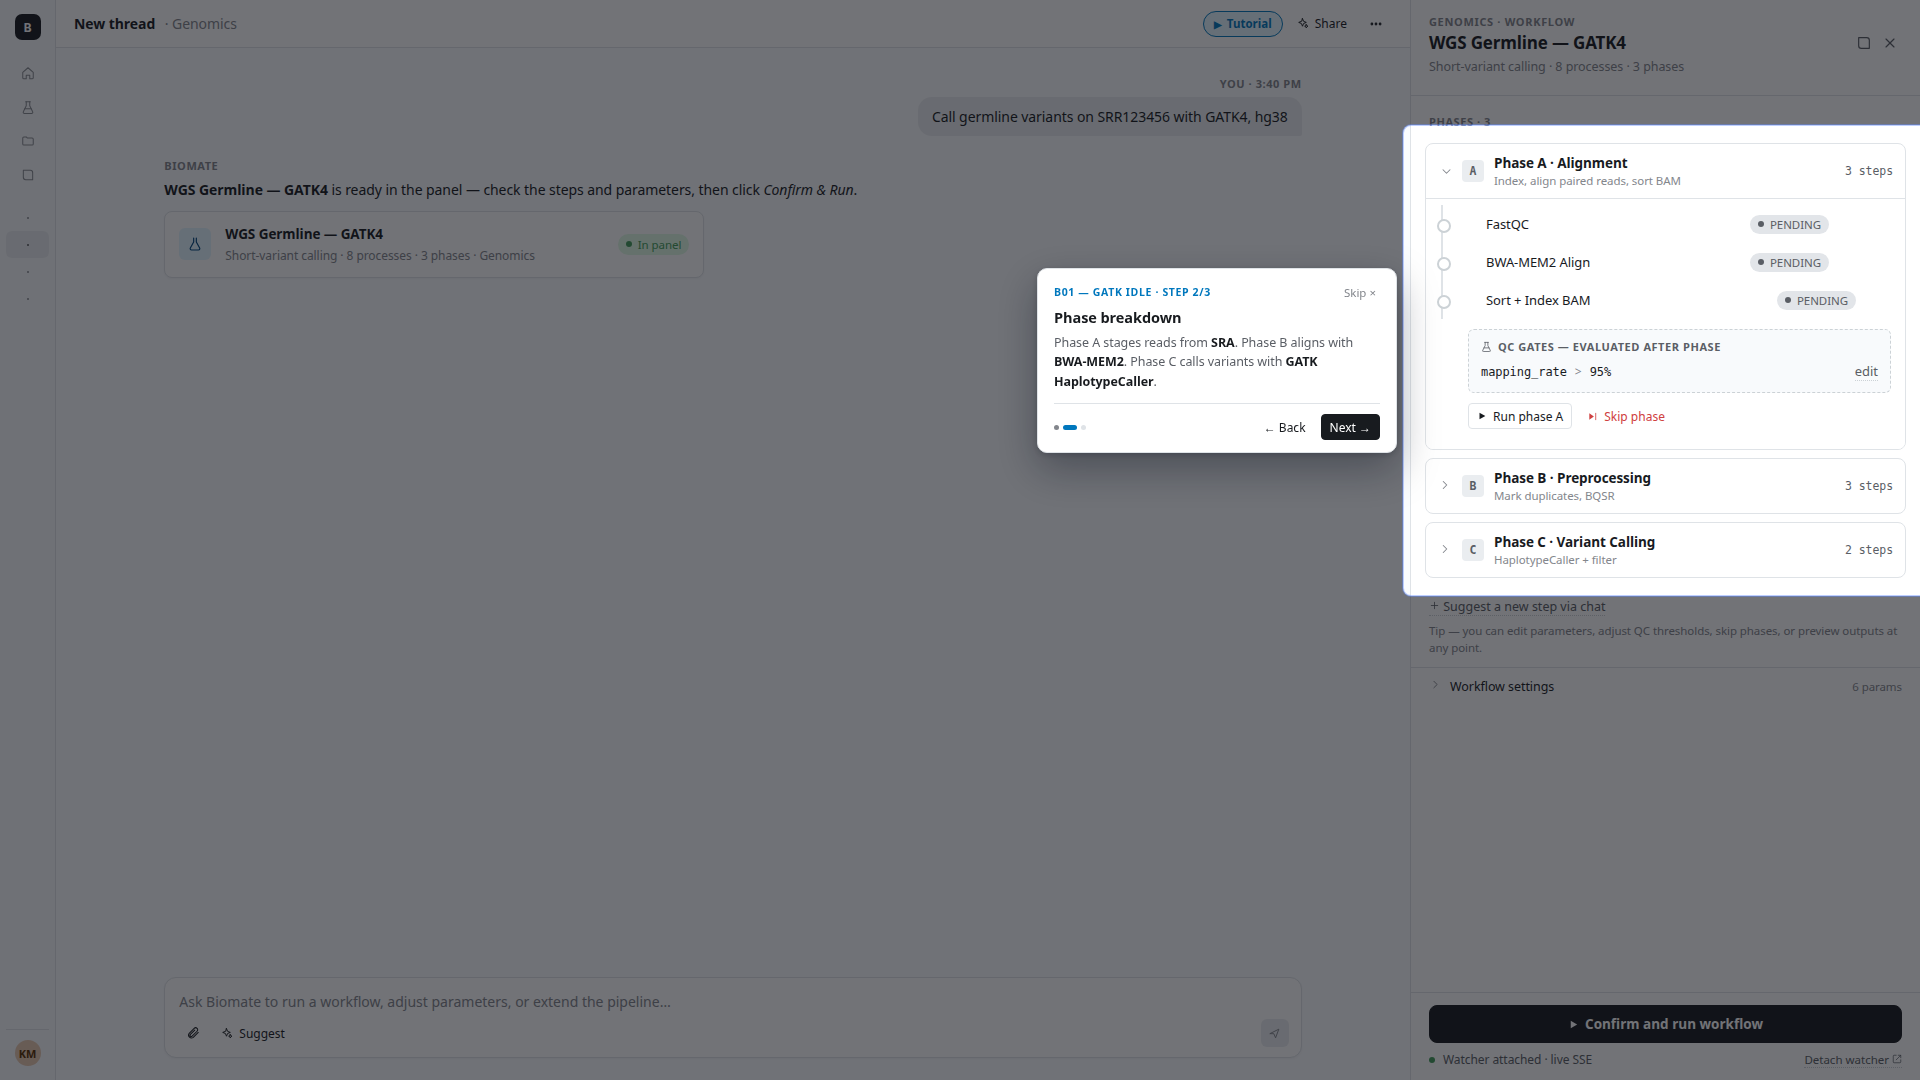 B
New thread · Genomics
▶ Tutorial
Share
YOU · 3:40 PM
Call germline variants on SRR123456 with GATK4, hg38
BIOMATE
WGS Germline — GATK4 is ready in the panel — check the steps and parameters, then click Confirm & Run.
WGS Germline — GATK4
Short-variant calling · 8 processes · 3 phases · Genomics
In panel
B01 — GATK IDLE · STEP 2/3
Skip ×
Phase breakdown
Phase A stages reads from SRA. Phase B aligns with
BWA-MEM2. Phase C calls variants with GATK
HaplotypeCaller.
← Back
Next →
Ask Biomate to run a workflow, adjust parameters, or extend the pipeline...
Suggest
KM
GENOMICS · WORKFLOW
WGS Germline — GATK4
Short-variant calling · 8 processes · 3 phases
PHASES · 3
A
Phase A · Alignment
Index, align paired reads, sort BAM
3 steps
FastQC
PENDING
BWA-MEM2 Align
PENDING
Sort + Index BAM
PENDING
QC GATES — EVALUATED AFTER PHASE
mapping_rate > 95%
edit
Run phase A
Skip phase
B
Phase B · Preprocessing
Mark duplicates, BQSR
3 steps
C
Phase C · Variant Calling
HaplotypeCaller + filter
2 steps
+ Suggest a new step via chat
Tip — you can edit parameters, adjust QC thresholds, skip phases, or preview outputs at
any point.
Workflow settings
6 params
Confirm and run workflow
Watcher attached · live SSE
Detach watcher